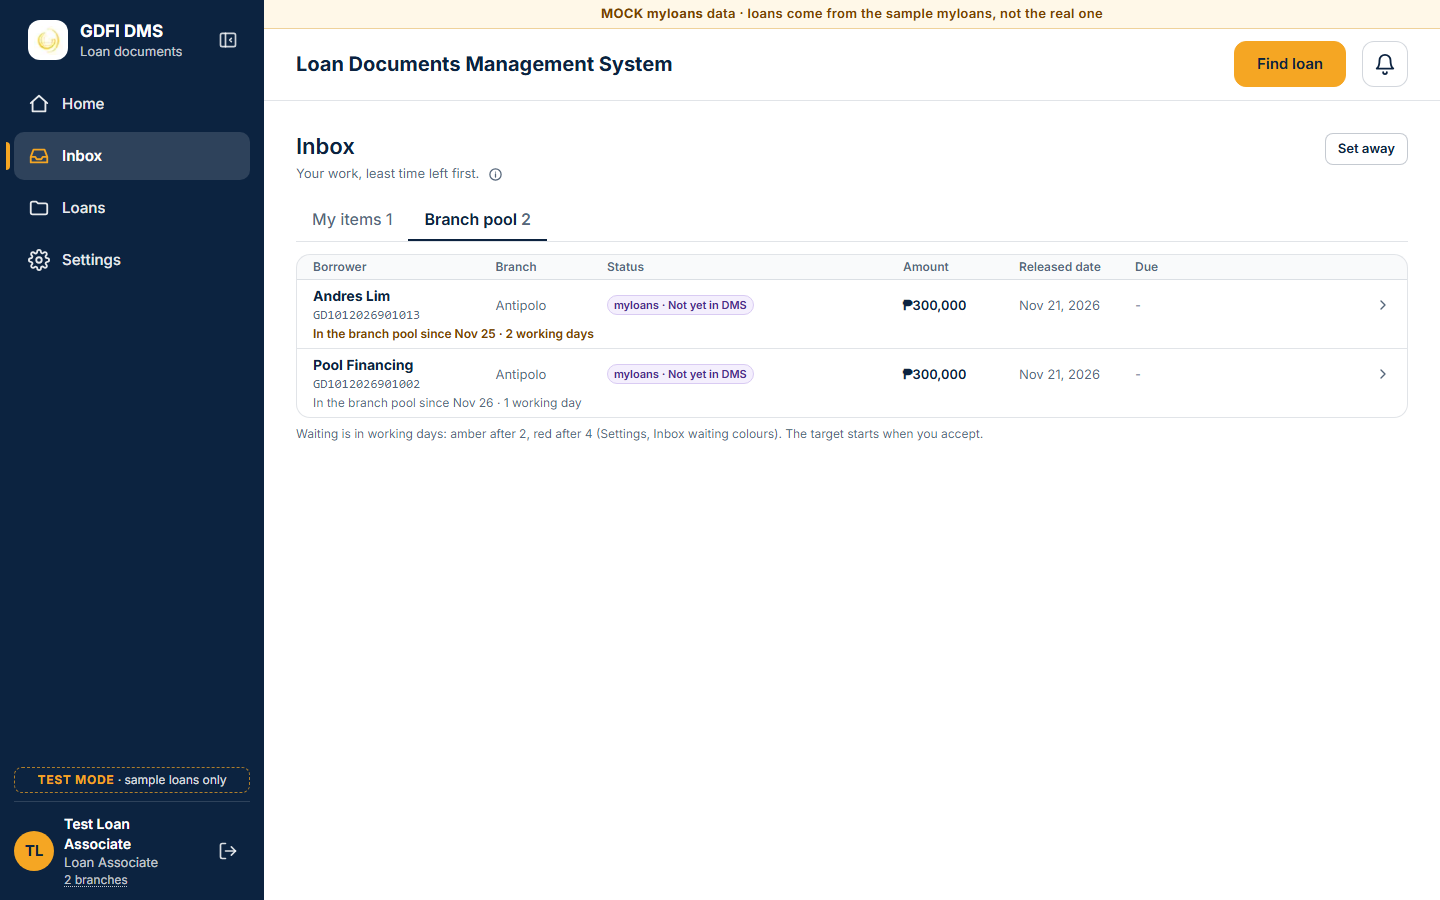 MOCK myloans data · loans come from the sample myloans, not the real one
GDFI DMS
Loan documents
Home
Inbox
Loans
Settings
TEST MODE · sample loans only
TL
Test Loan
Associate
Loan Associate
2 branches
Loan Documents Management System
Find loan
Inbox
Set away
Your work, least time left first.
My items 1
Branch pool 2
Borrower Branch Status Amount Released date Due
Andres Lim
GD1012026901013
Antipolo
myloans · Not yet in DMS
₱300,000
Nov 21, 2026
-
In the branch pool since Nov 25 · 2 working days
Pool Financing
GD1012026901002
Antipolo
myloans · Not yet in DMS
₱300,000
Nov 21, 2026
-
In the branch pool since Nov 26 · 1 working day
Waiting is in working days: amber after 2, red after 4 (Settings, Inbox waiting colours). The target starts when you accept.